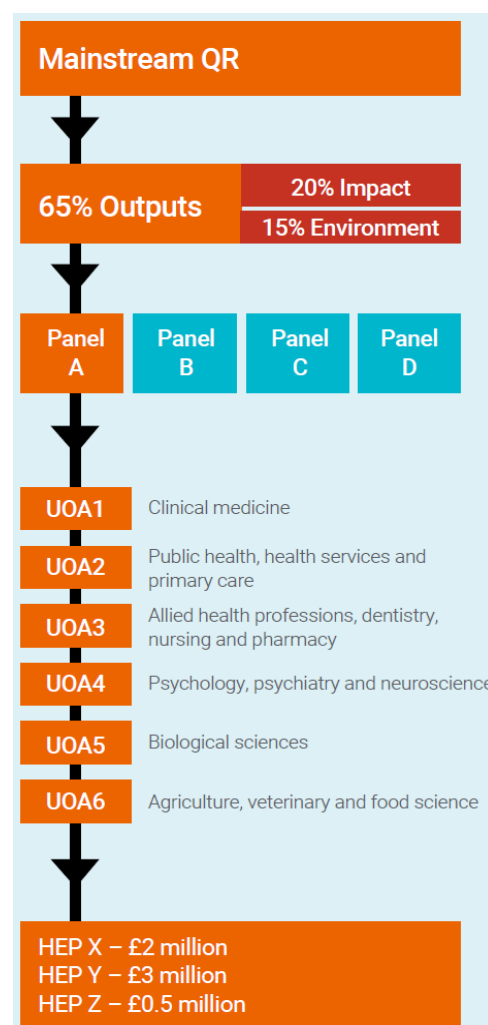 Mainstream QR
65% Outputs
20% Impact
15% Environment
Panel
A
Panel
B
Panel
C
Panel
D
UOA1
Clinical medicine
UOA2
Public health, health services and
primary care
UOA3
Allied health professions, dentistry,
nursing and pharmacy
UOA4
Psychology, psychiatry and neuroscience
UOA5
Biological sciences
UOA6
Agriculture, veterinary and food science
HEP X – £2 million
HEP Y – £3 million
HEP Z – £0.5 million